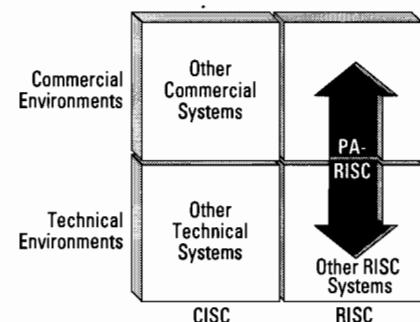 Commercial
Environments
Other
Commercial
Systems
PA-
RISC
Technical
Environments
Other
Technical
Systems
Other RISC
Systems
CISC
RISC